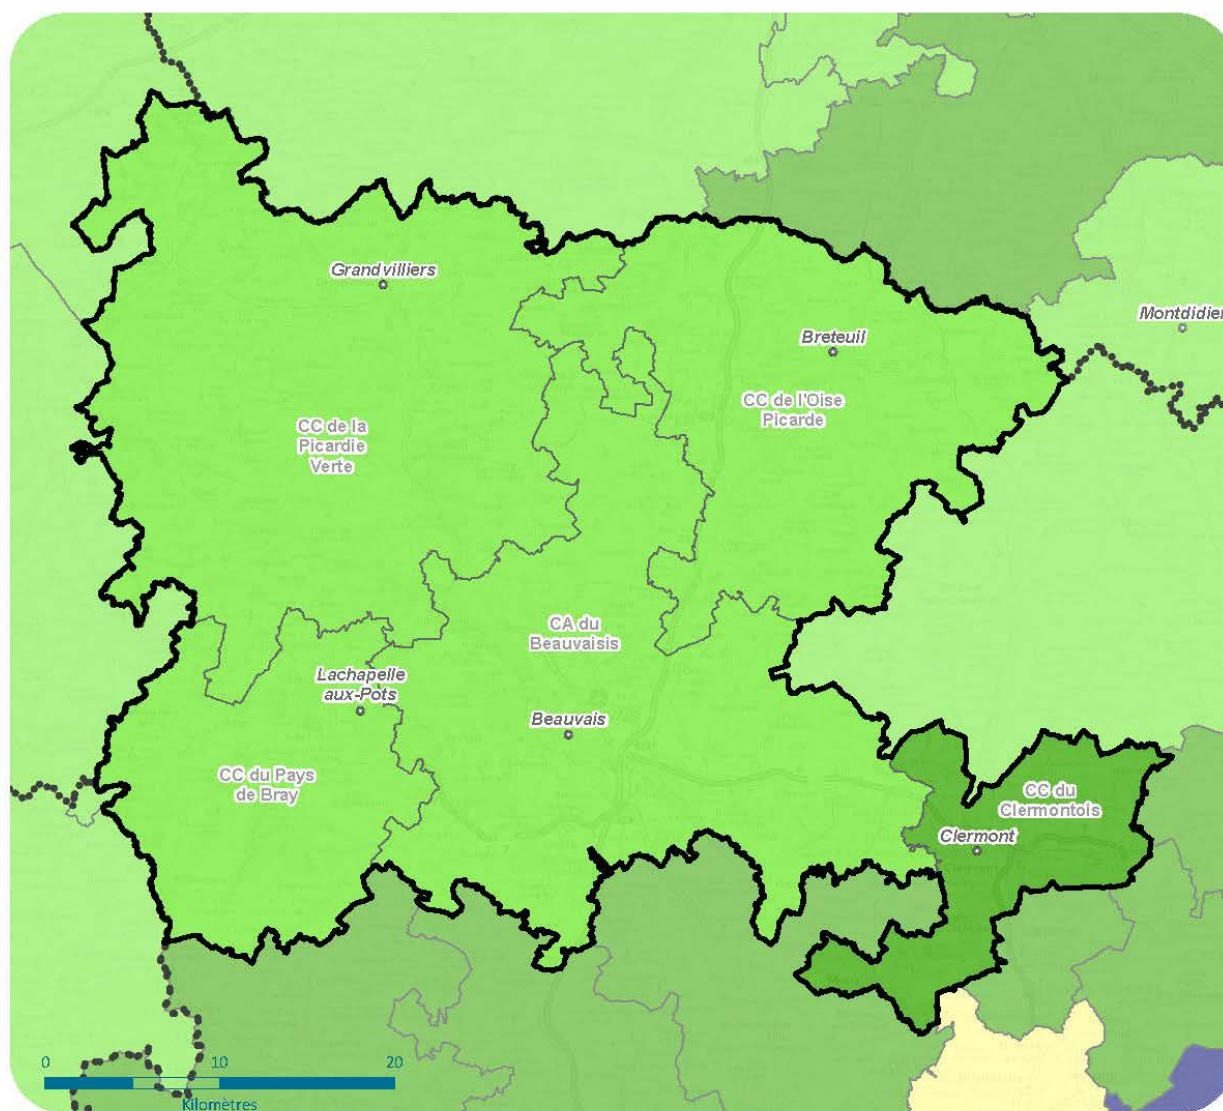 Grandvilliers
Montdidier
Breteuil
CC de l'Oise
Picarde
CC de la
Picardie
Verte
CA du
Beauvaisis
Lachapelle
aux-Pots
Beauvais
CC du Pays
de Bray
CC du
Clermontois
Clermont
0 10 20
Kilomètres